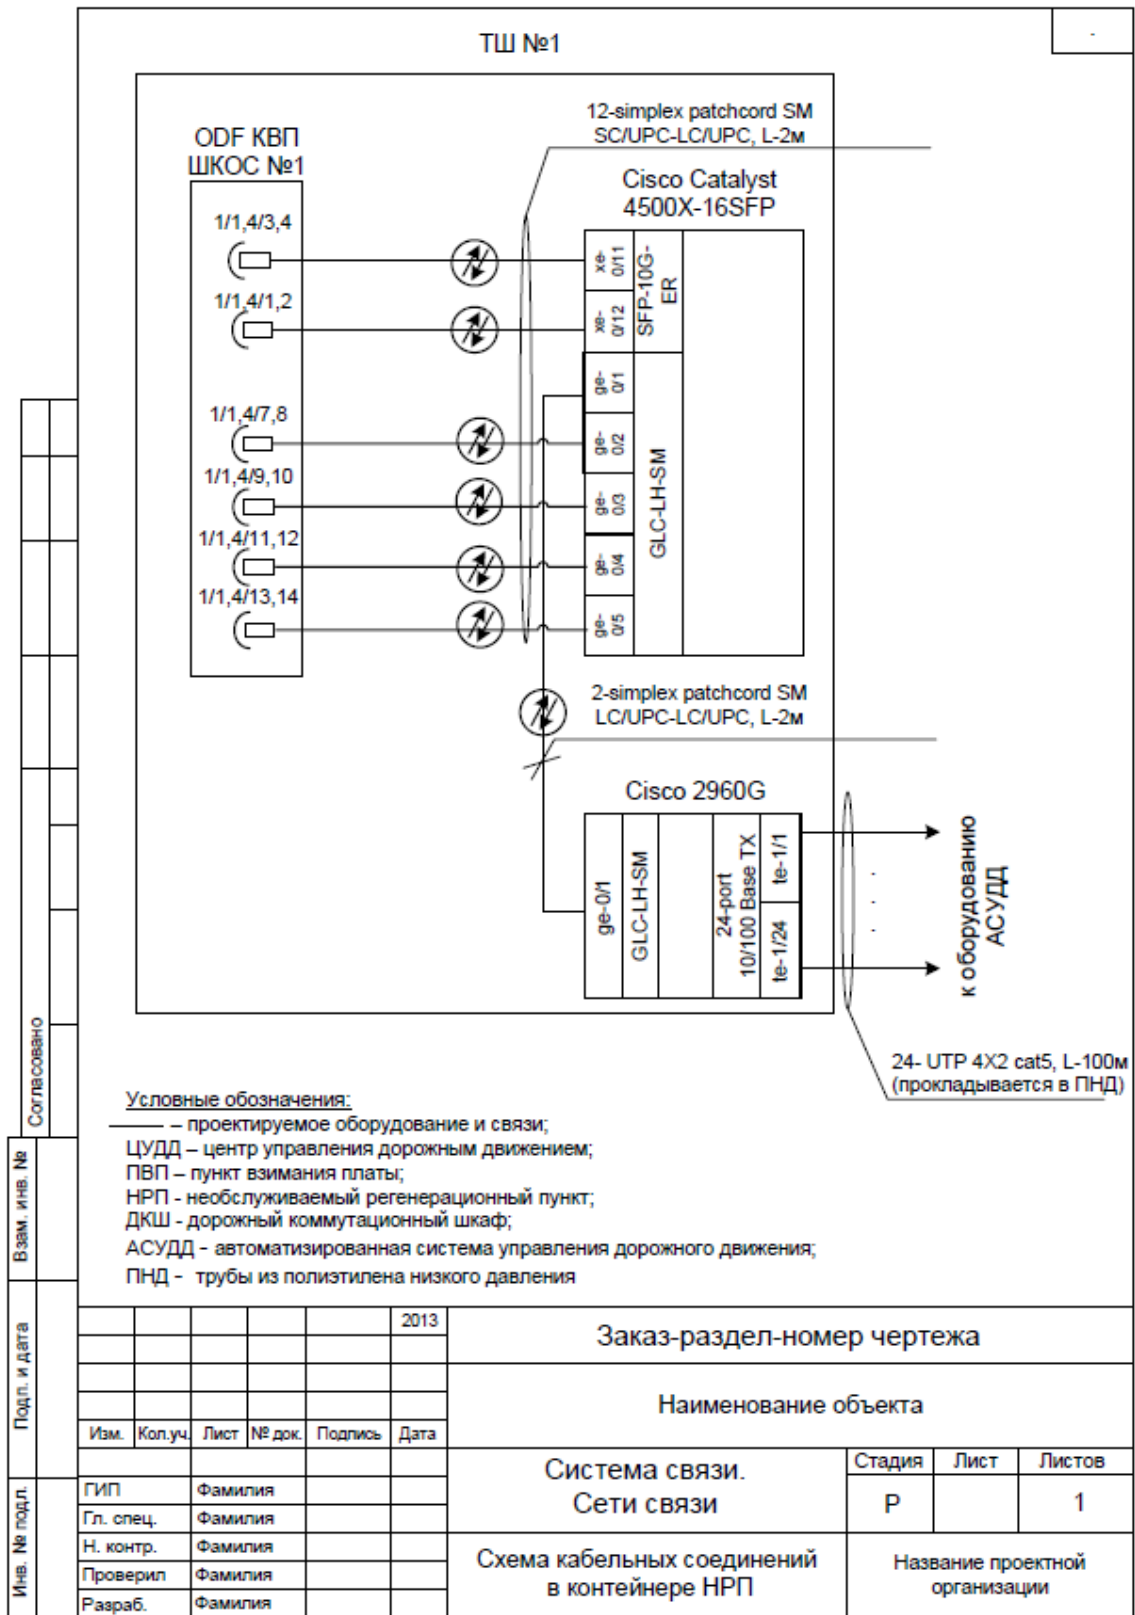 -
ТШ №1
12-simplex patchcord SM
SC/UPC-LC/UPC, L-2м
ODF КВП
ШКОС №1
Cisco Catalyst
4500X-16SFP
1/1,4/3,4
1/1,4/1,2
1/1,4/7,8
1/1,4/9,10
1/1,4/11,12
1/1,4/13,14
xe-
0/11
xe-
0/12
SFP-10G-
ER
ge-
0/1
ge-
0/2
ge-
0/3
ge-
0/4
ge-
0/5
GLC-LH-SM
2-simplex patchcord SM
LC/UPC-LC/UPC, L-2м
Cisco 2960G
ge-0/1
GLC-LH-SM
24-port
10/100 Base TX
te-1/1
te-1/24
к оборудованию
АСУДД
24- UTP 4X2 cat5, L-100м
(прокладывается в ПНД)
Условные обозначения:
– проектируемое оборудование и связи;
ЦУДД – центр управления дорожным движением;
ПВП – пункт взимания платы;
НРП - необслуживаемый регенерационный пункт;
ДКШ - дорожный коммутационный шкаф;
АСУДД - автоматизированная система управления дорожного движения;
ПНД - трубы из полиэтилена низкого давления
Согласовано
Взам. инв. №
Подп. и дата
Инв. № подл.
2013
Изм. Кол.уч. Лист № док. Подпись Дата
ГИП Фамилия
Гл. спец. Фамилия
Н. контр. Фамилия
Проверил Фамилия
Разраб. Фамилия
Заказ-раздел-номер чертежа
Наименование объекта
Система связи.
Сети связи
Стадия Лист Листов
Р 1
Схема кабельных соединений
в контейнере НРП
Название проектной
организации